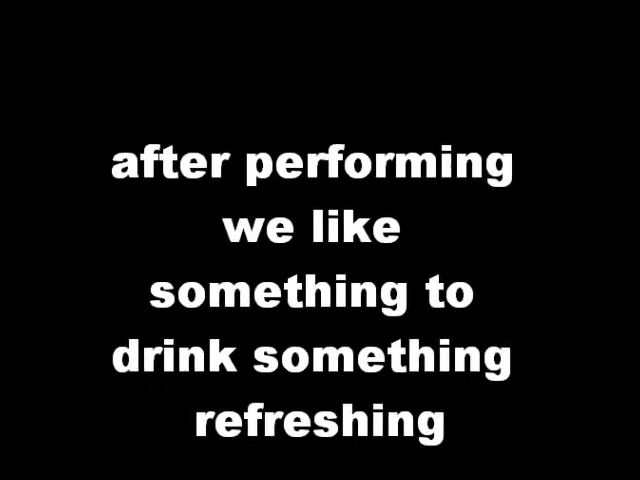 after performing
we like
something to
drink something
refreshing